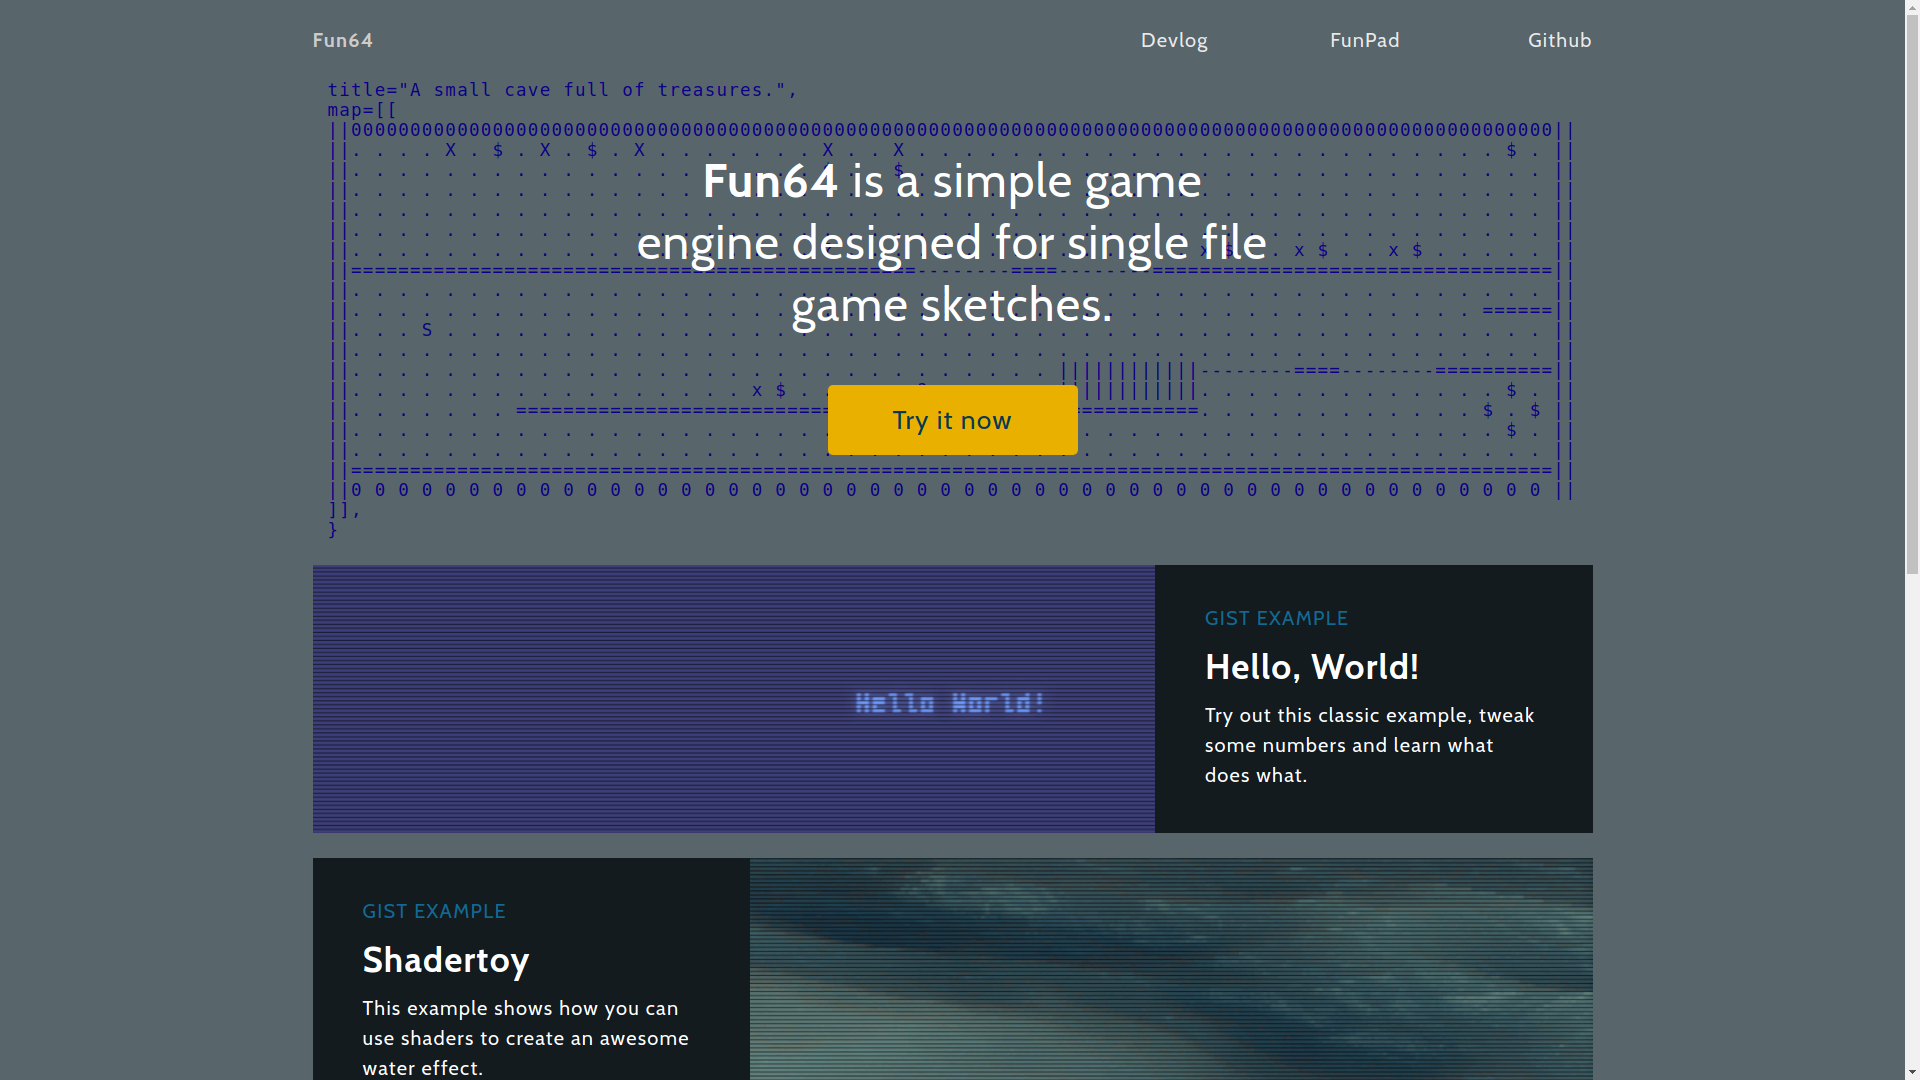 Fun64
Devlog
FunPad
Github
title="A small cave full of treasures.",
map=[[
Fun64 is a simple game
engine designed for single file
game sketches.
Try it now
]],
}
Hello World!
GIST EXAMPLE
Hello, World!
Try out this classic example, tweak
some numbers and learn what
does what.
GIST EXAMPLE
Shadertoy
This example shows how you can
use shaders to create an awesome
water effect.